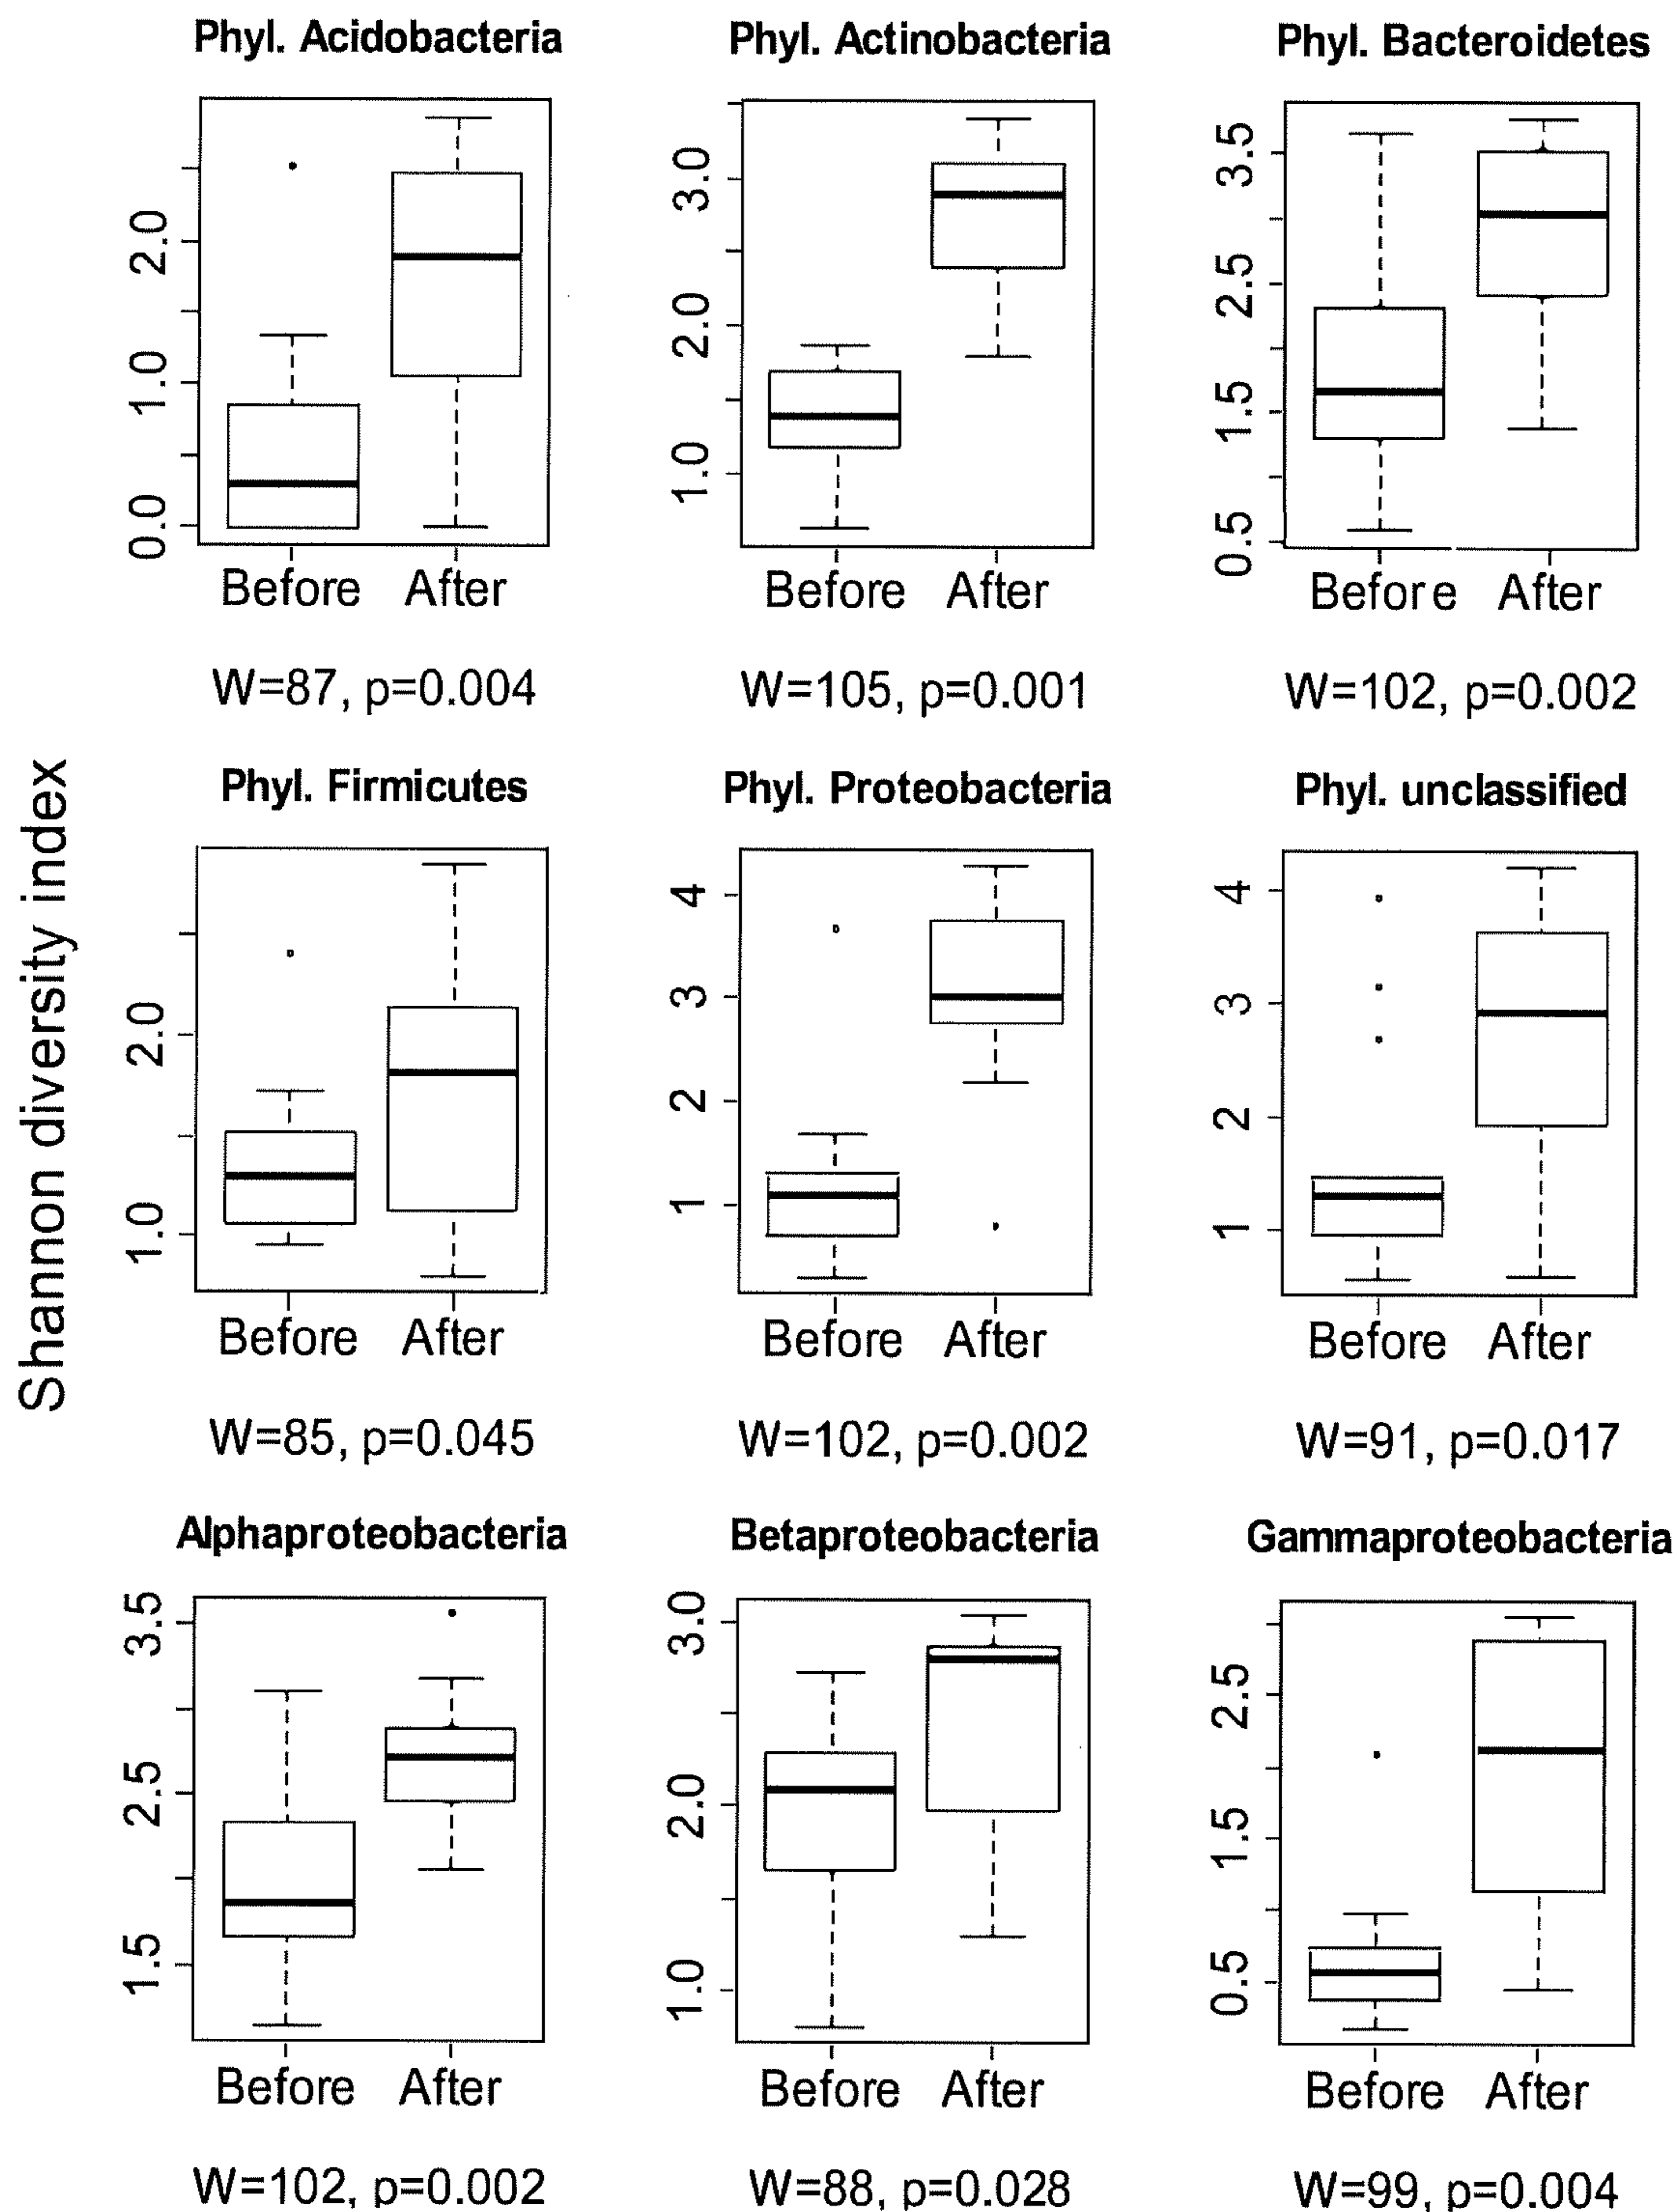 Phyl. Acidobacteria
Phyl. Actinobacteria
Phyl. Bacteroidetes
0.0 1.0 2.0
1.0 2.0 3.0
0.5 1.5 2.5 3.5
Before After
Before After
Before After
W=87, p=0.004
W=105, p=0.001
W=102, p=0.002
Shannon diversity index
Phyl. Firmicutes
Phyl. Proteobacteria
Phyl. unclassified
1.0 2.0
1 2 3 4
1 2 3 4
Before After
Before After
Before After
W=85, p=0.045
W=102, p=0.002
W=91, p=0.017
Alphaproteobacteria
Betaproteobacteria
Gammaproteobacteria
1.5 2.5 3.5
1.0 2.0 3.0
0.5 1.5 2.5
Before After
Before After
Before After
W=102, p=0.002
W=88, p=0.028
W=99, p=0.004